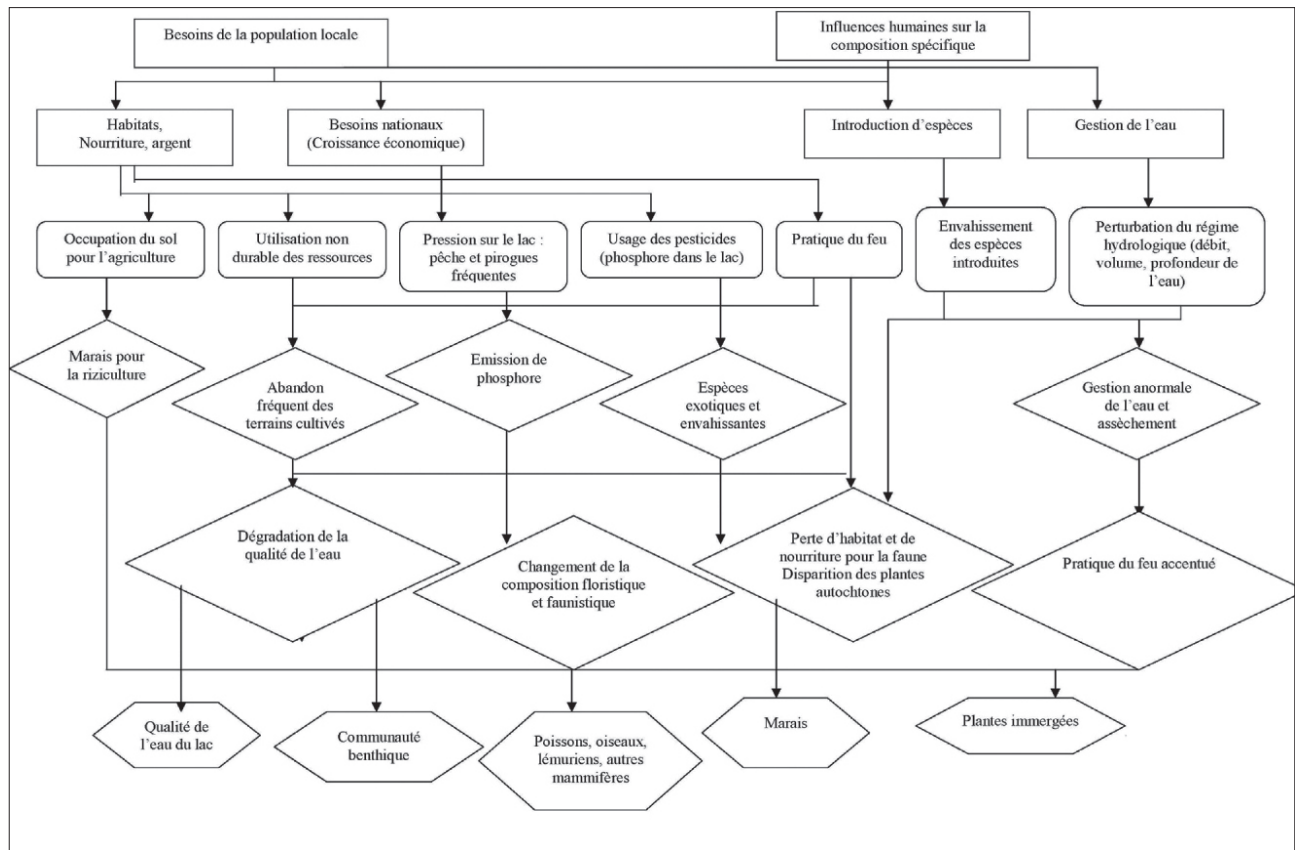 Besoins de la population locale
Influences humaines sur la
composition spécifique
Habitats,
Nourriture, argent
Besoins nationaux
(Croissance économique)
Introduction d’espèces
Gestion de l’eau
Occupation du sol
pour l’agriculture
Utilisation non
durable des ressources
Pression sur le lac :
pêche et pirogues
fréquentes
Usage des pesticides
(phosphore dans le lac)
Pratique du feu
Envahissement
des espèces
introduites
Perturbation du régime
hydrologique (débit,
volume, profondeur de
l’eau)
Marais pour
la riziculture
Abandon
fréquent des
terrains cultivés
Emission de
phosphore
Espèces
exotiques et
envahissantes
Gestion anormale
de l’eau et
assèchement
Dégradation de la
qualité de l’eau
Changement de la
composition floristique
et faunistique
Perte d’habitat et de
nourriture pour la faune
Disparition des plantes
autochtones
Pratique du feu accentué
Qualité de
l’eau du lac
Communauté
benthique
Poissons, oiseaux,
lémuriens, autres
mammifères
Marais
Plantes immergées